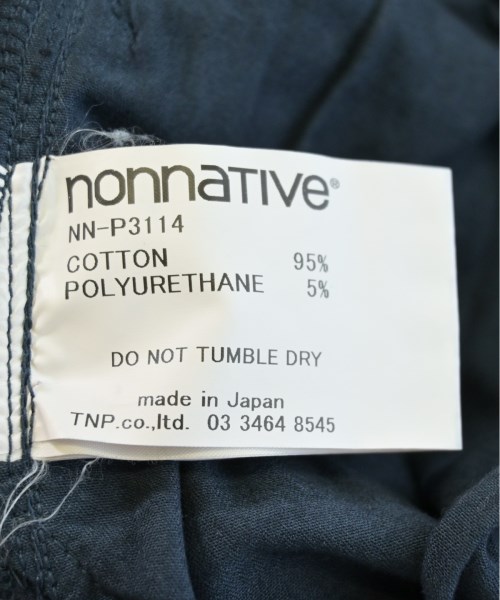 nonnative®
NN-P3114
COTTON 95%
POLYURETHANE 5%
DO NOT TUMBLE DRY
made in Japan
TNP.co.,ltd. 03 3464 8545